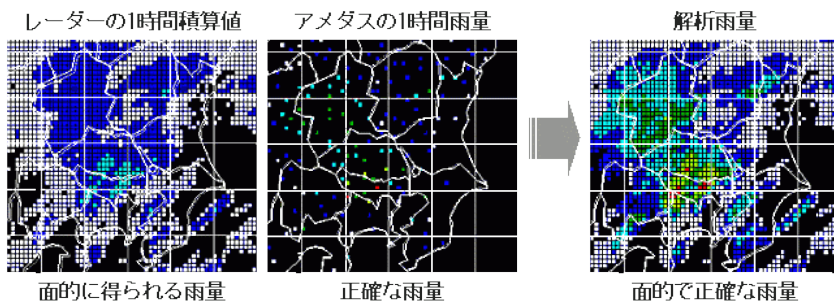 レーダーの1時間積算値
アメダスの1時間雨量
解析雨量
面的に得られる雨量
正確な雨量
面的で正確な雨量